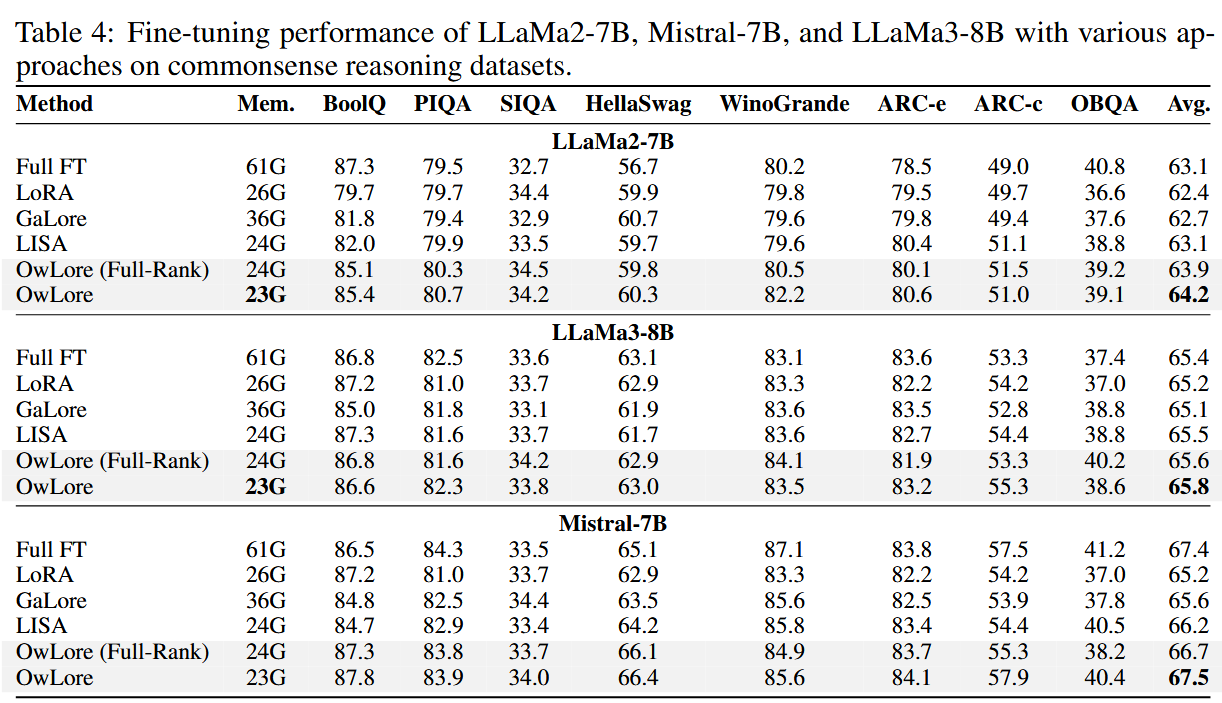 Table 4: Fine-tuning performance of LLaMa2-7B, Mistral-7B, and LLaMa3-8B with various ap-
proaches on commonsense reasoning datasets.
Method Mem. BoolQ PIQA SIQA HellaSwag WinoGrande ARC-e ARC-c OBQA Avg.
LLaMa2-7B
Full FT 61G 87.3 79.5 32.7 56.7 80.2 78.5 49.0 40.8 63.1
LoRA 26G 79.7 79.7 34.4 59.9 79.8 79.5 49.7 36.6 62.4
GaLore 36G 81.8 79.4 32.9 60.7 79.6 79.8 49.4 37.6 62.7
LISA 24G 82.0 79.9 33.5 59.7 79.6 80.4 51.1 38.8 63.1
OwLore (Full-Rank) 24G 85.1 80.3 34.5 59.8 80.5 80.1 51.5 39.2 63.9
OwLore 23G 85.4 80.7 34.2 60.3 82.2 80.6 51.0 39.1 64.2
LLaMa3-8B
Full FT 61G 86.8 82.5 33.6 63.1 83.1 83.6 53.3 37.4 65.4
LoRA 26G 87.2 81.0 33.7 62.9 83.3 82.2 54.2 37.0 65.2
GaLore 36G 85.0 81.8 33.1 61.9 83.6 83.5 52.8 38.8 65.1
LISA 24G 87.3 81.6 33.7 61.7 83.6 82.7 54.4 38.8 65.5
OwLore (Full-Rank) 24G 86.8 81.6 34.2 62.9 84.1 81.9 53.3 40.2 65.6
OwLore 23G 86.6 82.3 33.8 63.0 83.5 83.2 55.3 38.6 65.8
Mistral-7B
Full FT 61G 86.5 84.3 33.5 65.1 87.1 83.8 57.5 41.2 67.4
LoRA 26G 87.2 81.0 33.7 62.9 83.3 82.2 54.2 37.0 65.2
GaLore 36G 84.8 82.5 34.4 63.5 85.6 82.5 53.9 37.8 65.6
LISA 24G 84.7 82.9 33.4 64.2 85.8 83.4 54.4 40.5 66.2
OwLore (Full-Rank) 24G 87.3 83.8 33.7 66.1 84.9 83.7 55.3 38.2 66.7
OwLore 23G 87.8 83.9 34.0 66.4 85.6 84.1 57.9 40.4 67.5